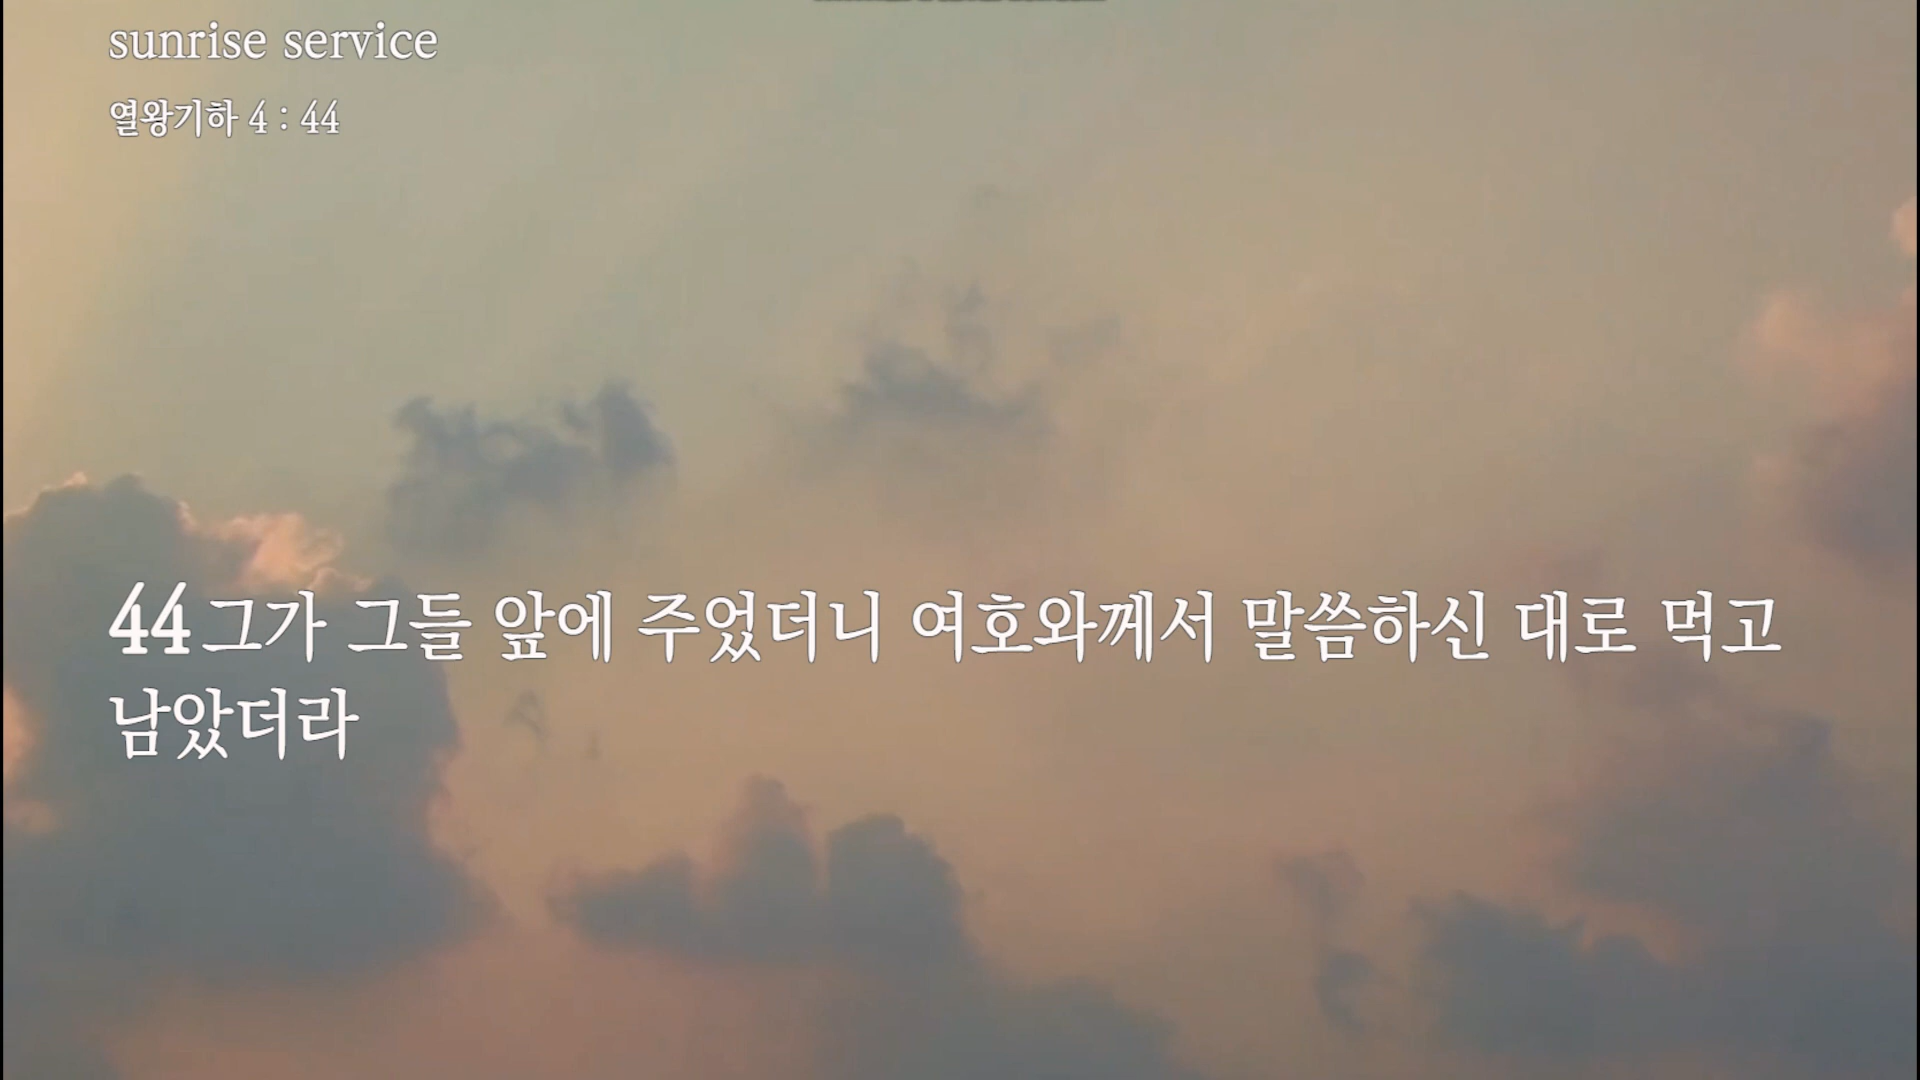 sunrise service
열왕기하 4 : 44
44 그가 그들 앞에 주었더니 여호와께서 말씀하신 대로 먹고
남았더라